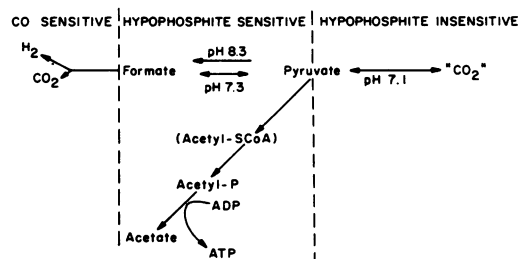 CO SENSITIVE HYPOPHOSPHITE SENSITIVE HYPOPHOSPHITE INSENSITIVE
H2
CO2
Formate
pH 8.3
pH 7.3
Pyruvate
pH 7.1
"CO2"
(Acetyl-SCoA)
Acetyl-P
ADP
Acetate
ATP